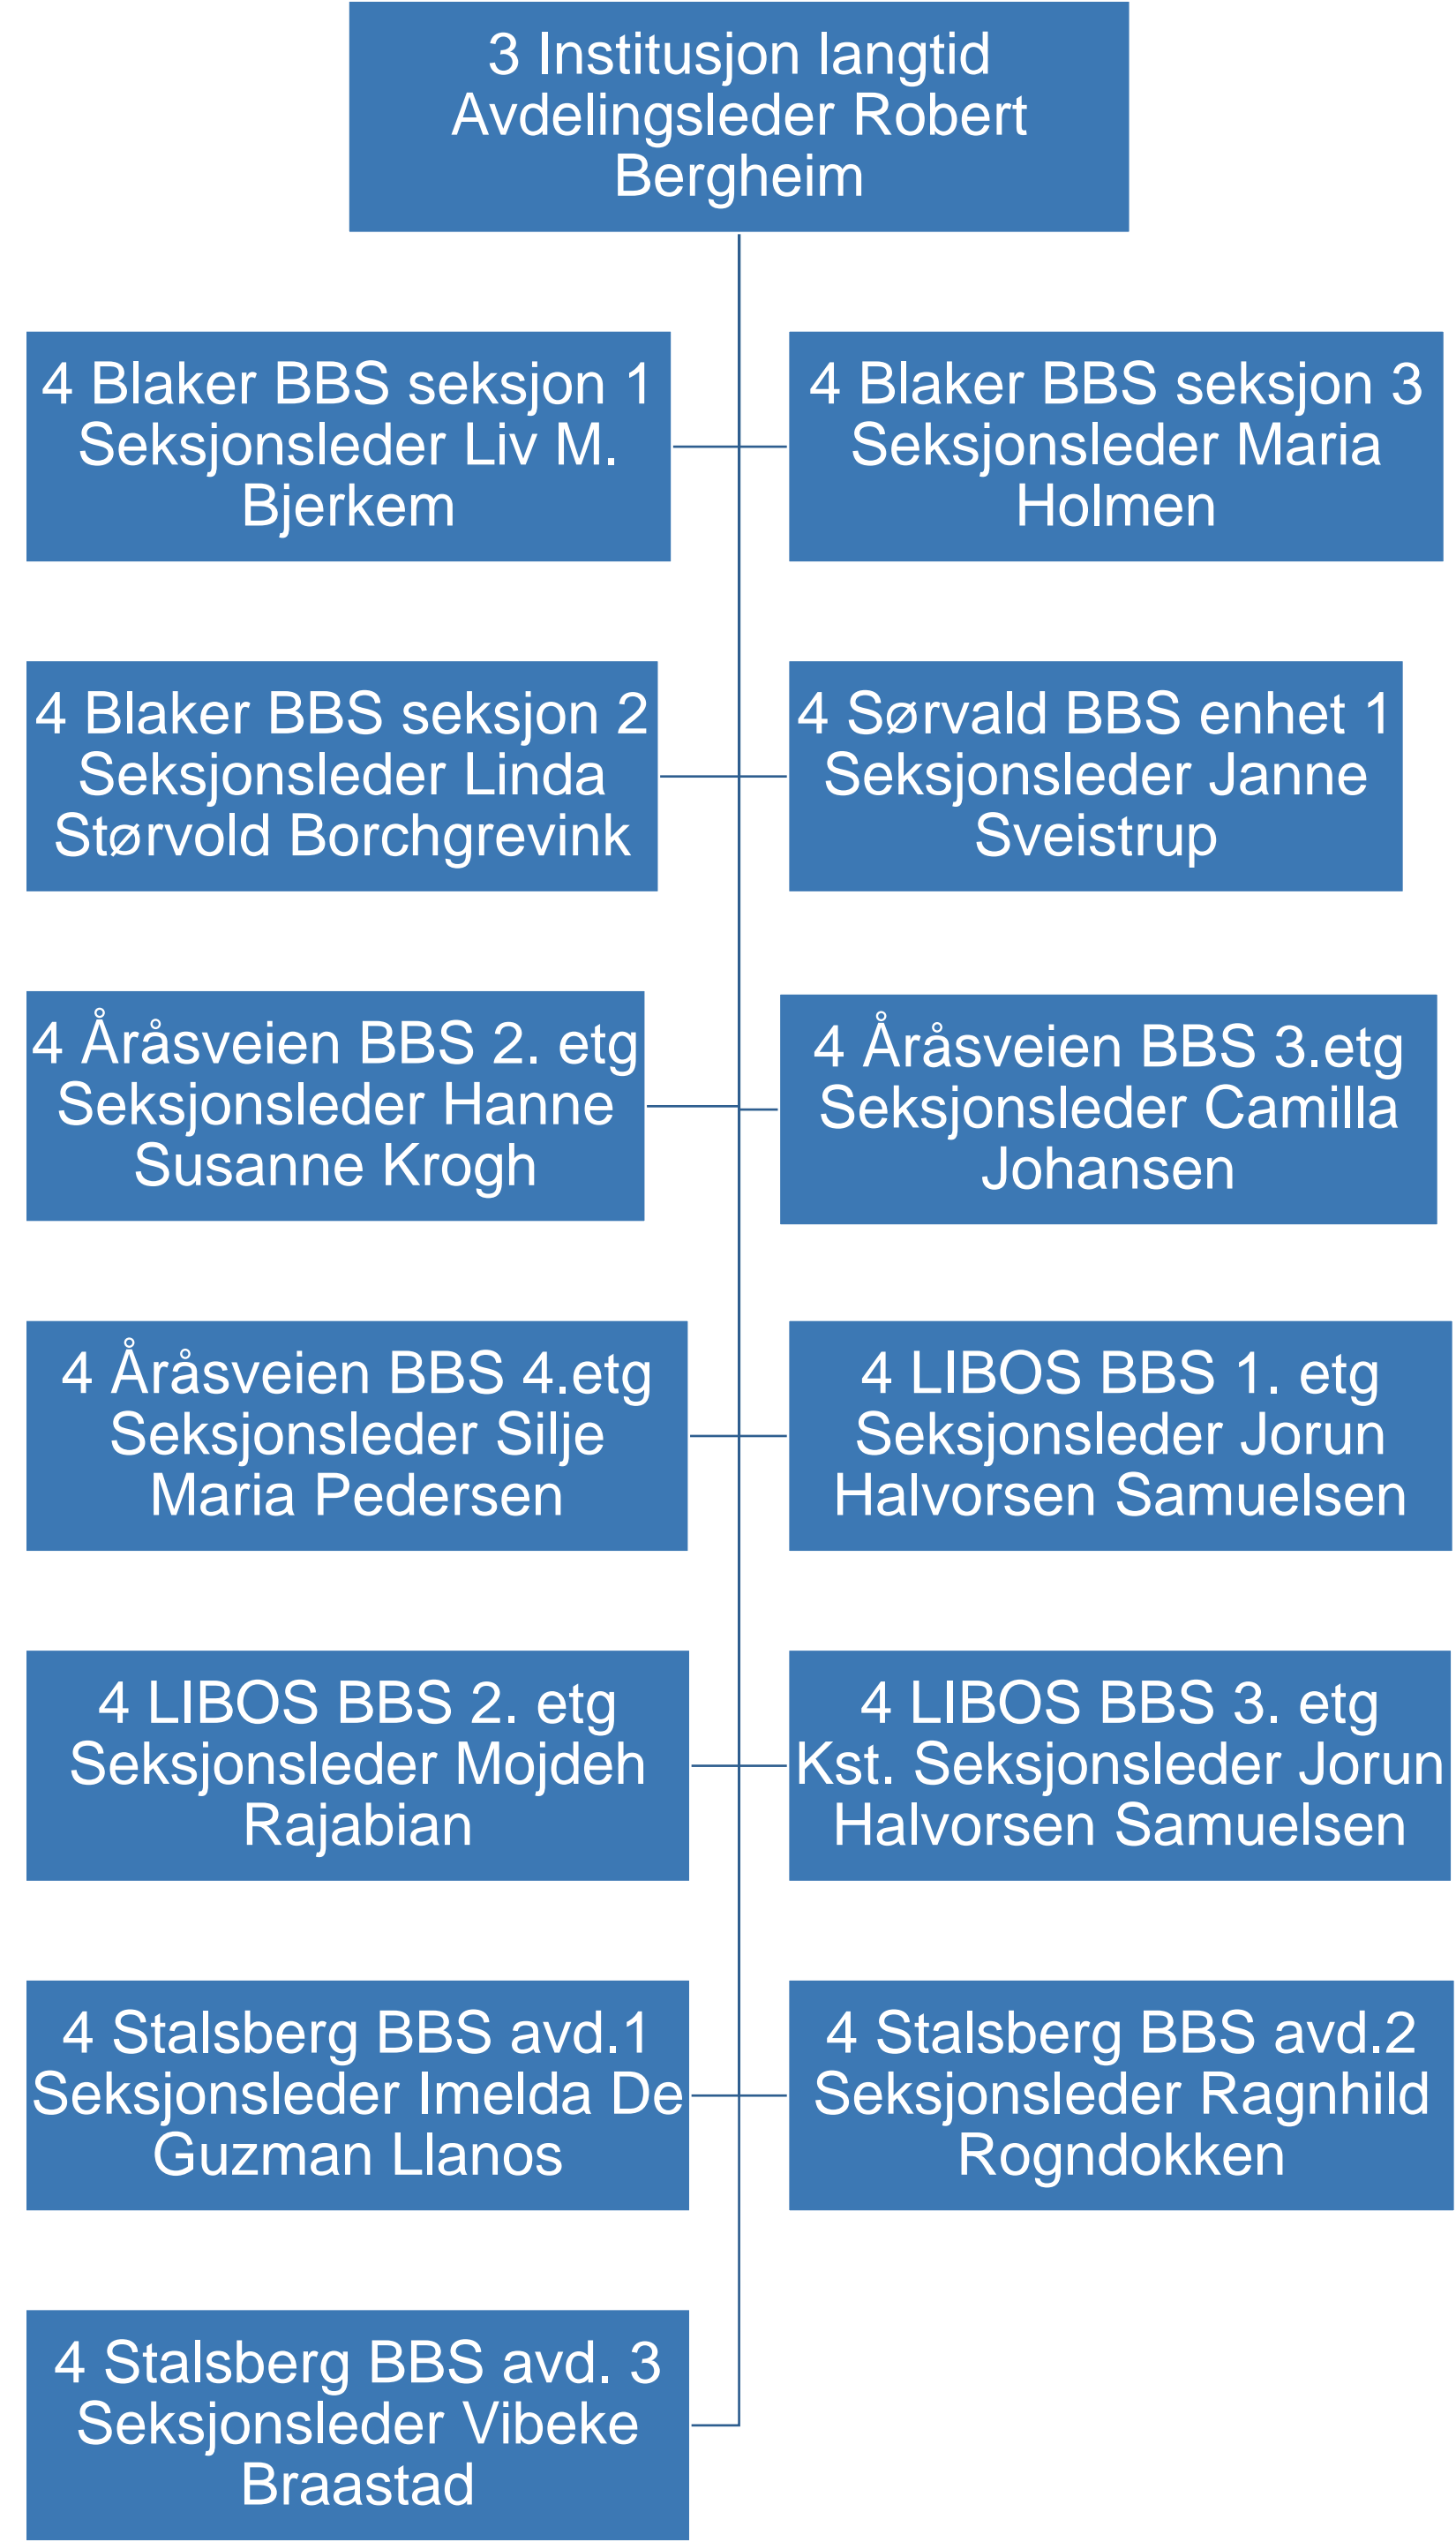 3 Institusjon langtid
Avdelingsleder Robert
Bergheim
4 Blaker BBS seksjon 1
Seksjonsleder Liv M.
Bjerkem
4 Blaker BBS seksjon 3
Seksjonsleder Maria
Holmen
4 Blaker BBS seksjon 2
Seksjonsleder Linda
Størvold Borchgrevink
4 Sørvald BBS enhet 1
Seksjonsleder Janne
Sveistrup
4 Åråsveien BBS 2. etg
Seksjonsleder Hanne
Susanne Krogh
4 Åråsveien BBS 3.etg
Seksjonsleder Camilla
Johansen
4 Åråsveien BBS 4.etg
Seksjonsleder Silje
Maria Pedersen
4 LIBOS BBS 1. etg
Seksjonsleder Jorun
Halvorsen Samuelsen
4 LIBOS BBS 2. etg
Seksjonsleder Mojdeh
Rajabian
4 LIBOS BBS 3. etg
Kst. Seksjonsleder Jorun
Halvorsen Samuelsen
4 Stalsberg BBS avd.1
Seksjonsleder Imelda De
Guzman Llanos
4 Stalsberg BBS avd.2
Seksjonsleder Ragnhild
Rogndokken
4 Stalsberg BBS avd. 3
Seksjonsleder Vibeke
Braastad